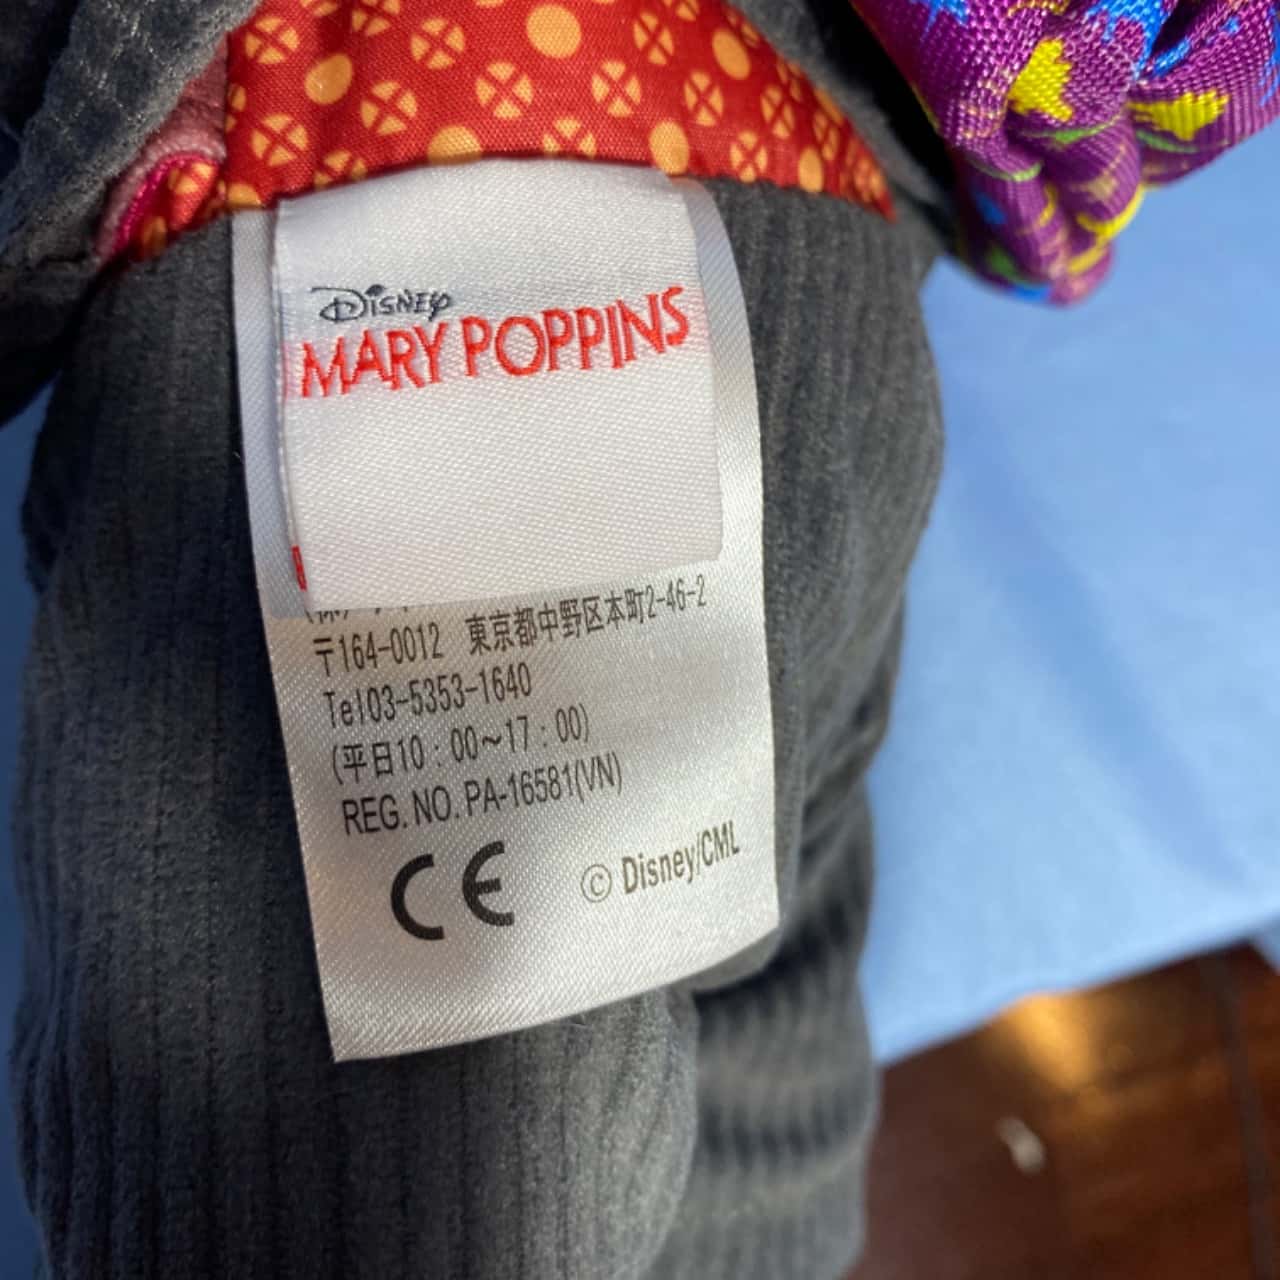 Disney
MARY POPPINS
〒164-0012 東京都中野区本町2-46-2
Tel03-5353-1640
(平日10：00～17：00)
REG. NO. PA-16581(VN)
CE
© Disney/CML